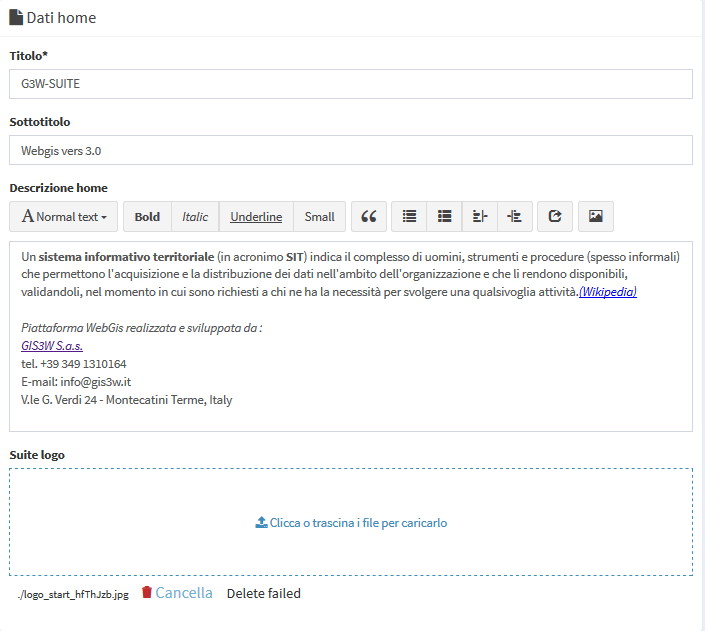 Dati home
Titolo*
G3W-SUITE
Sottotitolo
Webgis vers 3.0
Descrizione home
A Normal text Bold Italic Underline Small
Un sistema informativo territoriale (in acronimo SIT) indica il complesso di uomini, strumenti e procedure (spesso informali)
che permettono l'acquisizione e la distribuzione dei dati nell'ambito dell'organizzazione e che li rendono disponibili,
validandoli, nel momento in cui sono richiesti a chi ne ha la necessità per svolgere una qualsivoglia attività.(Wikipedia)
Piattaforma WebGis realizzata e sviluppata da :
GIS3W S.a.s.
tel. +39 349 1310164
E-mail: info@gis3w.it
V.le G. Verdi 24 - Montecatini Terme, Italy
Suite logo
Clicca o trascina i file per caricarlo
./logo_start_hfThJzb.jpg Cancella Delete failed